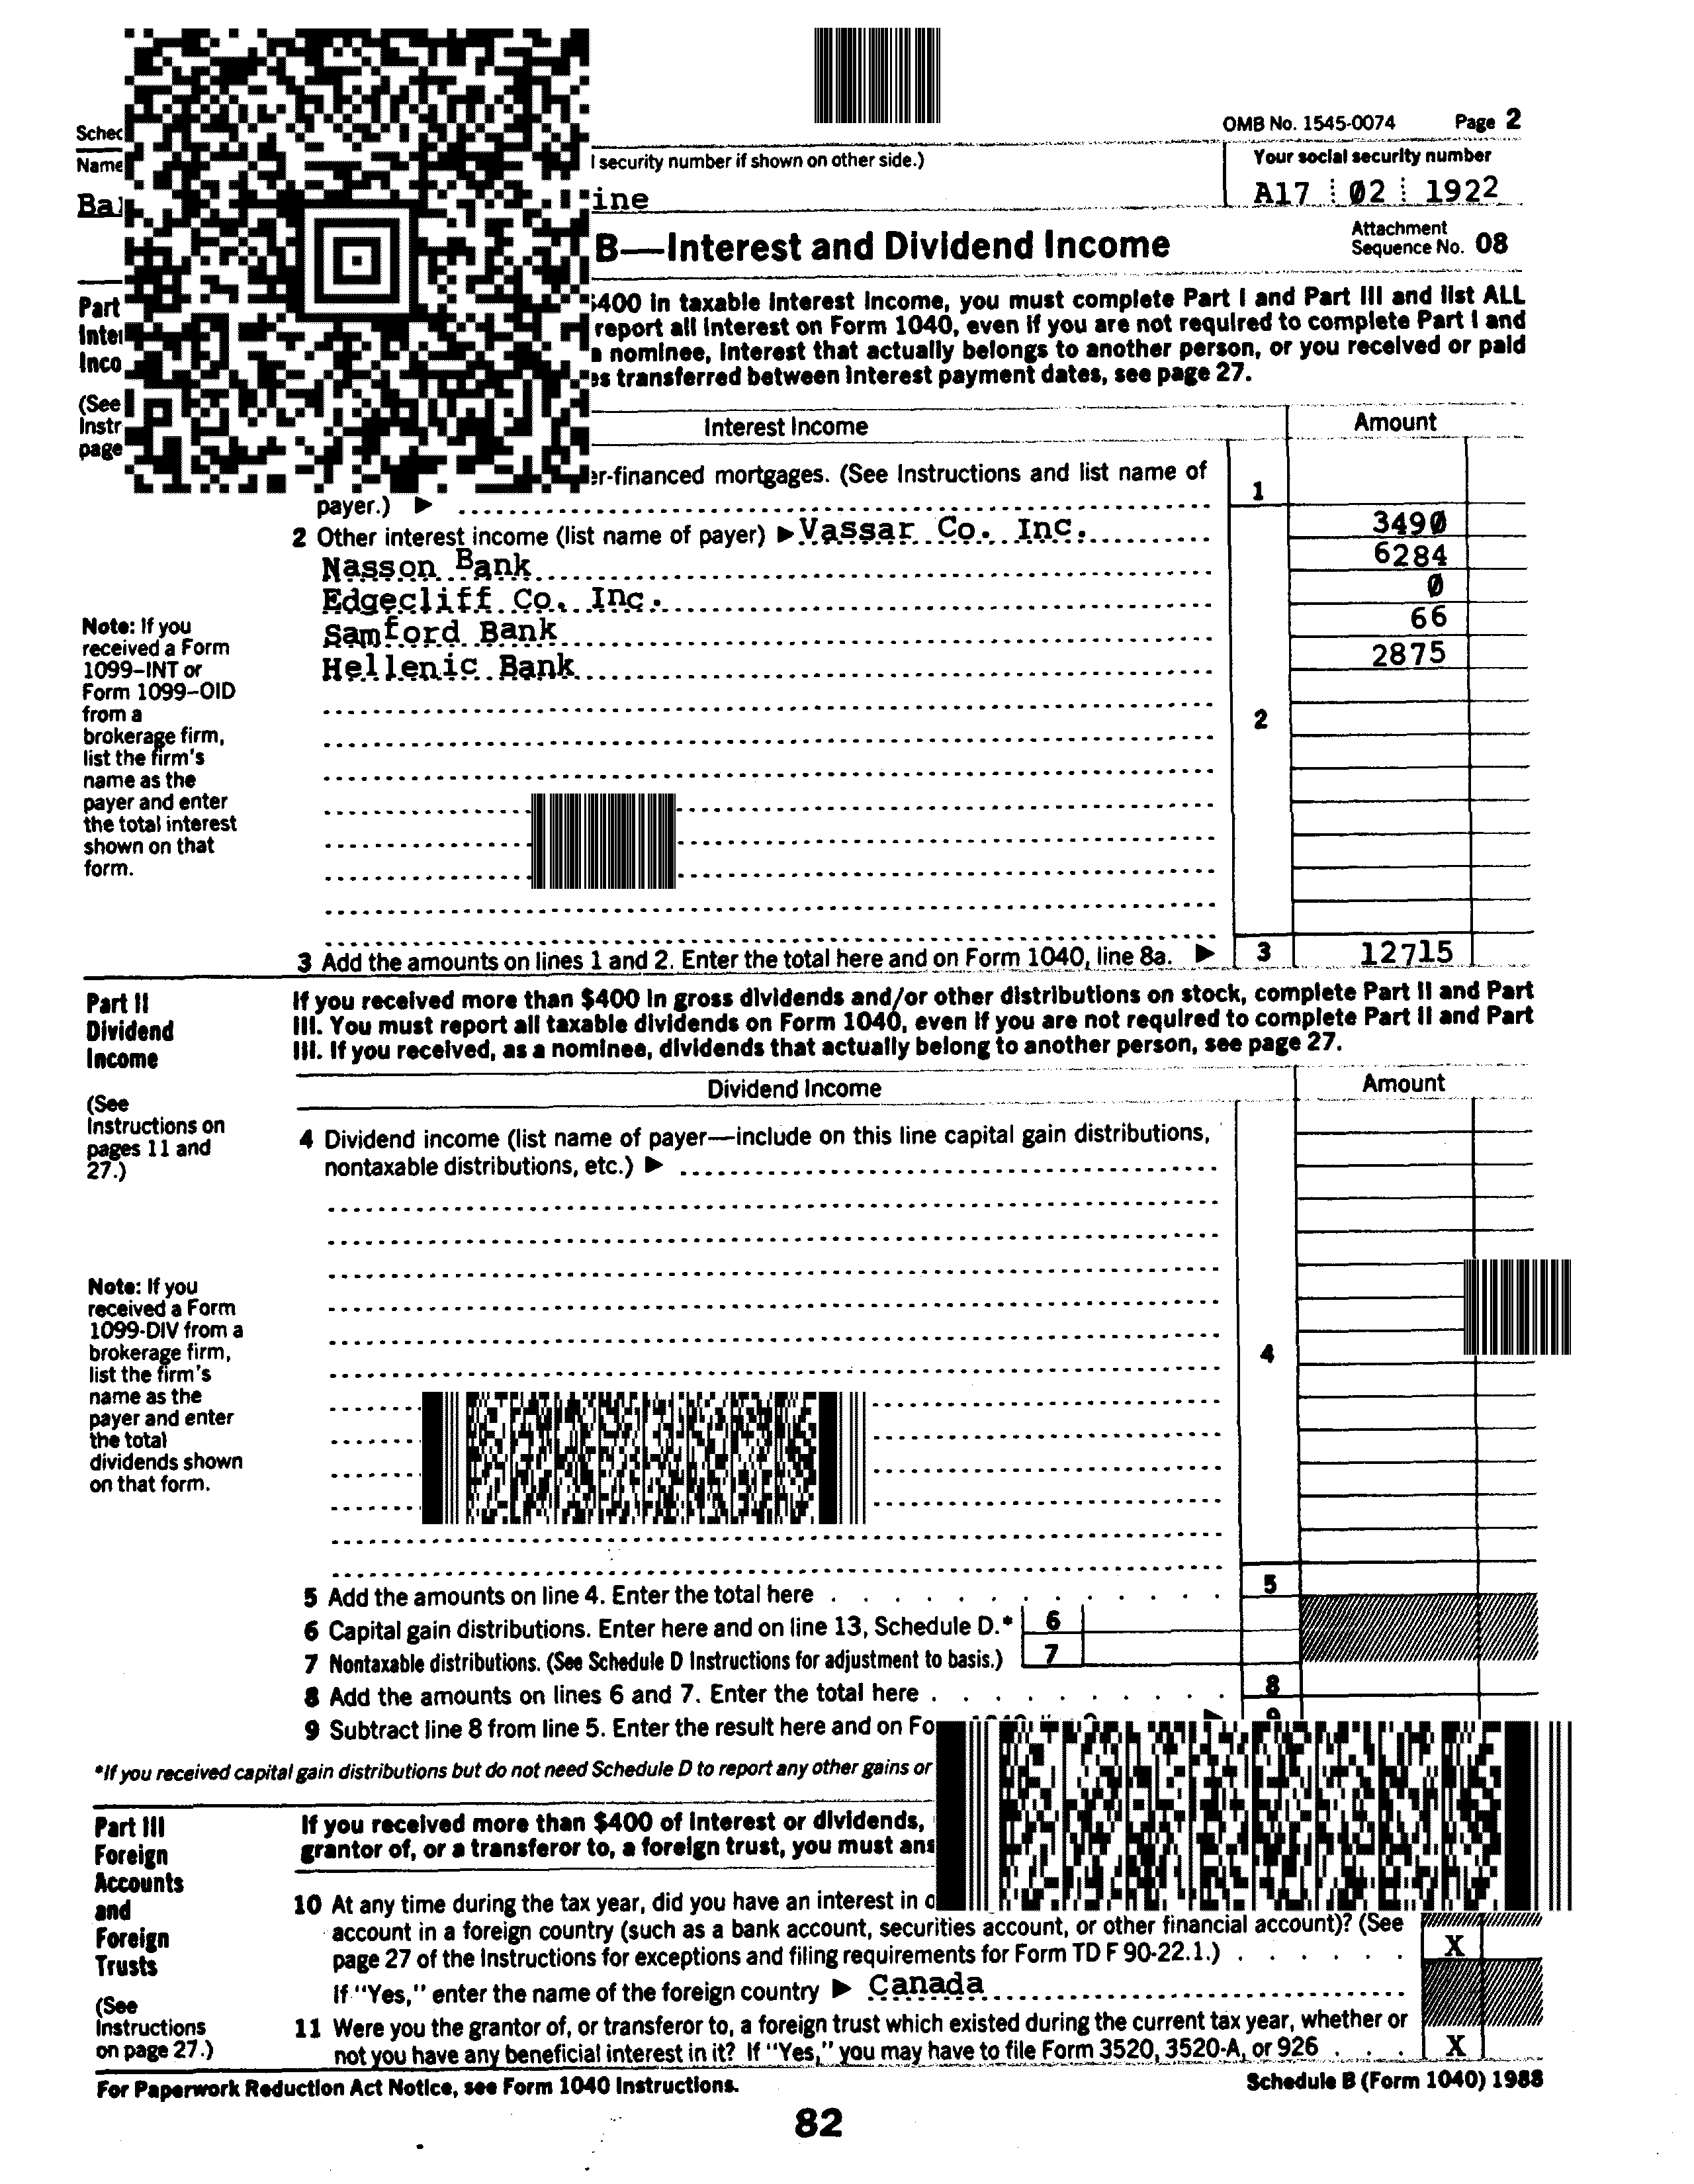 OMB No. 1545-0074 Page 2
security number if shown on other side.)
Your social security number
A17 02 1922
B—Interest and Dividend Income
Attachment
Sequence No. 08
Part
$400 in taxable interest income, you must complete Part I and Part III and list ALL
report all interest on Form 1040, even if you are not required to complete Part I and
a nominee, interest that actually belongs to another person, or you received or paid
transferred between interest payment dates, see page 27.
(See
page
Interest Income
Amount
-financed mortgages. (See Instructions and list name of
payer.) ▶
1
2 Other interest income (list name of payer) ▶ Vassar Co. Inc. 3490
Nasson Bank 6284
Edgecliff Co. Inc. 0
Samford Bank 66
Hellenic Bank 2875
2
Note: If you
received a Form
1099–INT or
Form 1099–OID
from a
brokerage firm,
list the firm's
name as the
payer and enter
the total interest
shown on that
form.
3 Add the amounts on lines 1 and 2. Enter the total here and on Form 1040, line 8a. ▶ 3 12715
Part II
Dividend
Income
(See
Instructions on
pages 11 and
27.)
If you received more than $400 in gross dividends and/or other distributions on stock, complete Part II and Part
III. You must report all taxable dividends on Form 1040, even if you are not required to complete Part II and Part
III. If you received, as a nominee, dividends that actually belong to another person, see page 27.
Dividend Income
Amount
4 Dividend income (list name of payer—include on this line capital gain distributions,
nontaxable distributions, etc.) ▶
4
Note: If you
received a Form
1099-DIV from a
brokerage firm,
list the firm's
name as the
payer and enter
the total
dividends shown
on that form.
5 Add the amounts on line 4. Enter the total here 5
6 Capital gain distributions. Enter here and on line 13, Schedule D.* 6
7 Nontaxable distributions. (See Schedule D Instructions for adjustment to basis.) 7
8 Add the amounts on lines 6 and 7. Enter the total here 8
9 Subtract line 8 from line 5. Enter the result here and on
*If you received capital gain distributions but do not need Schedule D to report any other gains or
Part III
Foreign
Accounts
and
Foreign
Trusts
(See
Instructions
on page 27.)
If you received more than $400 of interest or dividends,
grantor of, or a transferor to, a foreign trust, you must
10 At any time during the tax year, did you have an interest in
account in a foreign country (such as a bank account, securities account, or other financial account)? (See
page 27 of the Instructions for exceptions and filing requirements for Form TD F 90-22.1.) X
If "Yes," enter the name of the foreign country ▶ Canada
11 Were you the grantor of, or transferor to, a foreign trust which existed during the current tax year, whether or
not you have any beneficial interest in it? If "Yes," you may have to file Form 3520, 3520-A, or 926 X
For Paperwork Reduction Act Notice, see Form 1040 Instructions.
Schedule B (Form 1040) 1988
82